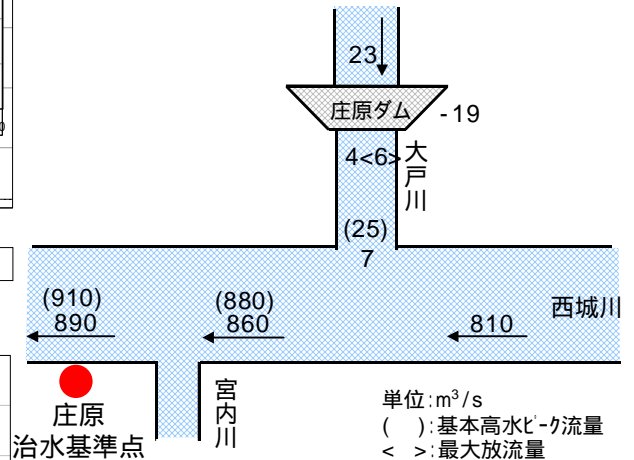 23
庄原ダム
-19
4<6>
大戸川
(25)
7
(910)
890
(880)
860
810
西城川
庄原
治水基準点
宮内川
単位:m³/s
( ):基本高水ピーク流量
< >:最大放流量